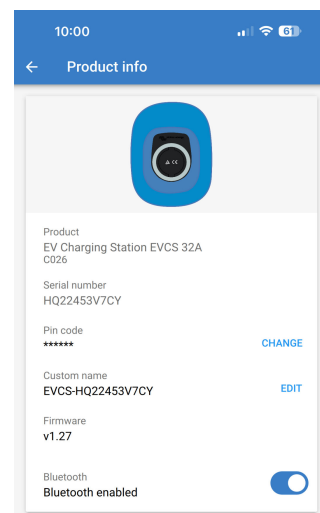 10:00
61
Product info
Product
EV Charging Station EVCS 32A
C026
Serial number
HQ22453V7CY
Pin code
******
CHANGE
Custom name
EVCS-HQ22453V7CY
EDIT
Firmware
v1.27
Bluetooth
Bluetooth enabled